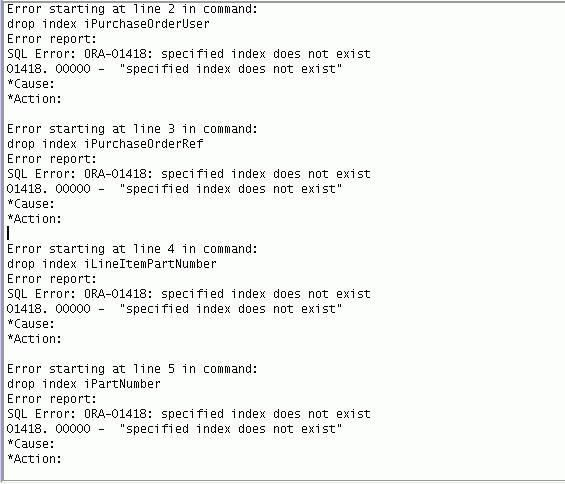 Error starting at line 2 in command:
drop index iPurchaseOrderUser
Error report:
SQL Error: ORA-01418: specified index does not exist
01418. 00000 -  "specified index does not exist"
*Cause:
*Action:

Error starting at line 3 in command:
drop index iPurchaseOrderRef
Error report:
SQL Error: ORA-01418: specified index does not exist
01418. 00000 -  "specified index does not exist"
*Cause:
*Action:

Error starting at line 4 in command:
drop index iLineItemPartNumber
Error report:
SQL Error: ORA-01418: specified index does not exist
01418. 00000 -  "specified index does not exist"
*Cause:
*Action:

Error starting at line 5 in command:
drop index iPartNumber
Error report:
SQL Error: ORA-01418: specified index does not exist
01418. 00000 -  "specified index does not exist"
*Cause:
*Action: